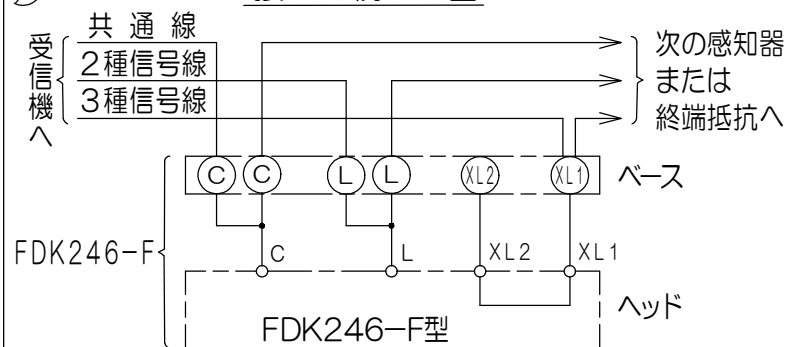 共通線
2種信号線
3種信号線
受信機へ
次の感知器
または
終端抵抗へ
C C L L XL2 XL1 ベース
FDK246-F
C L XL2 XL1
ヘッド
FDK246-F型